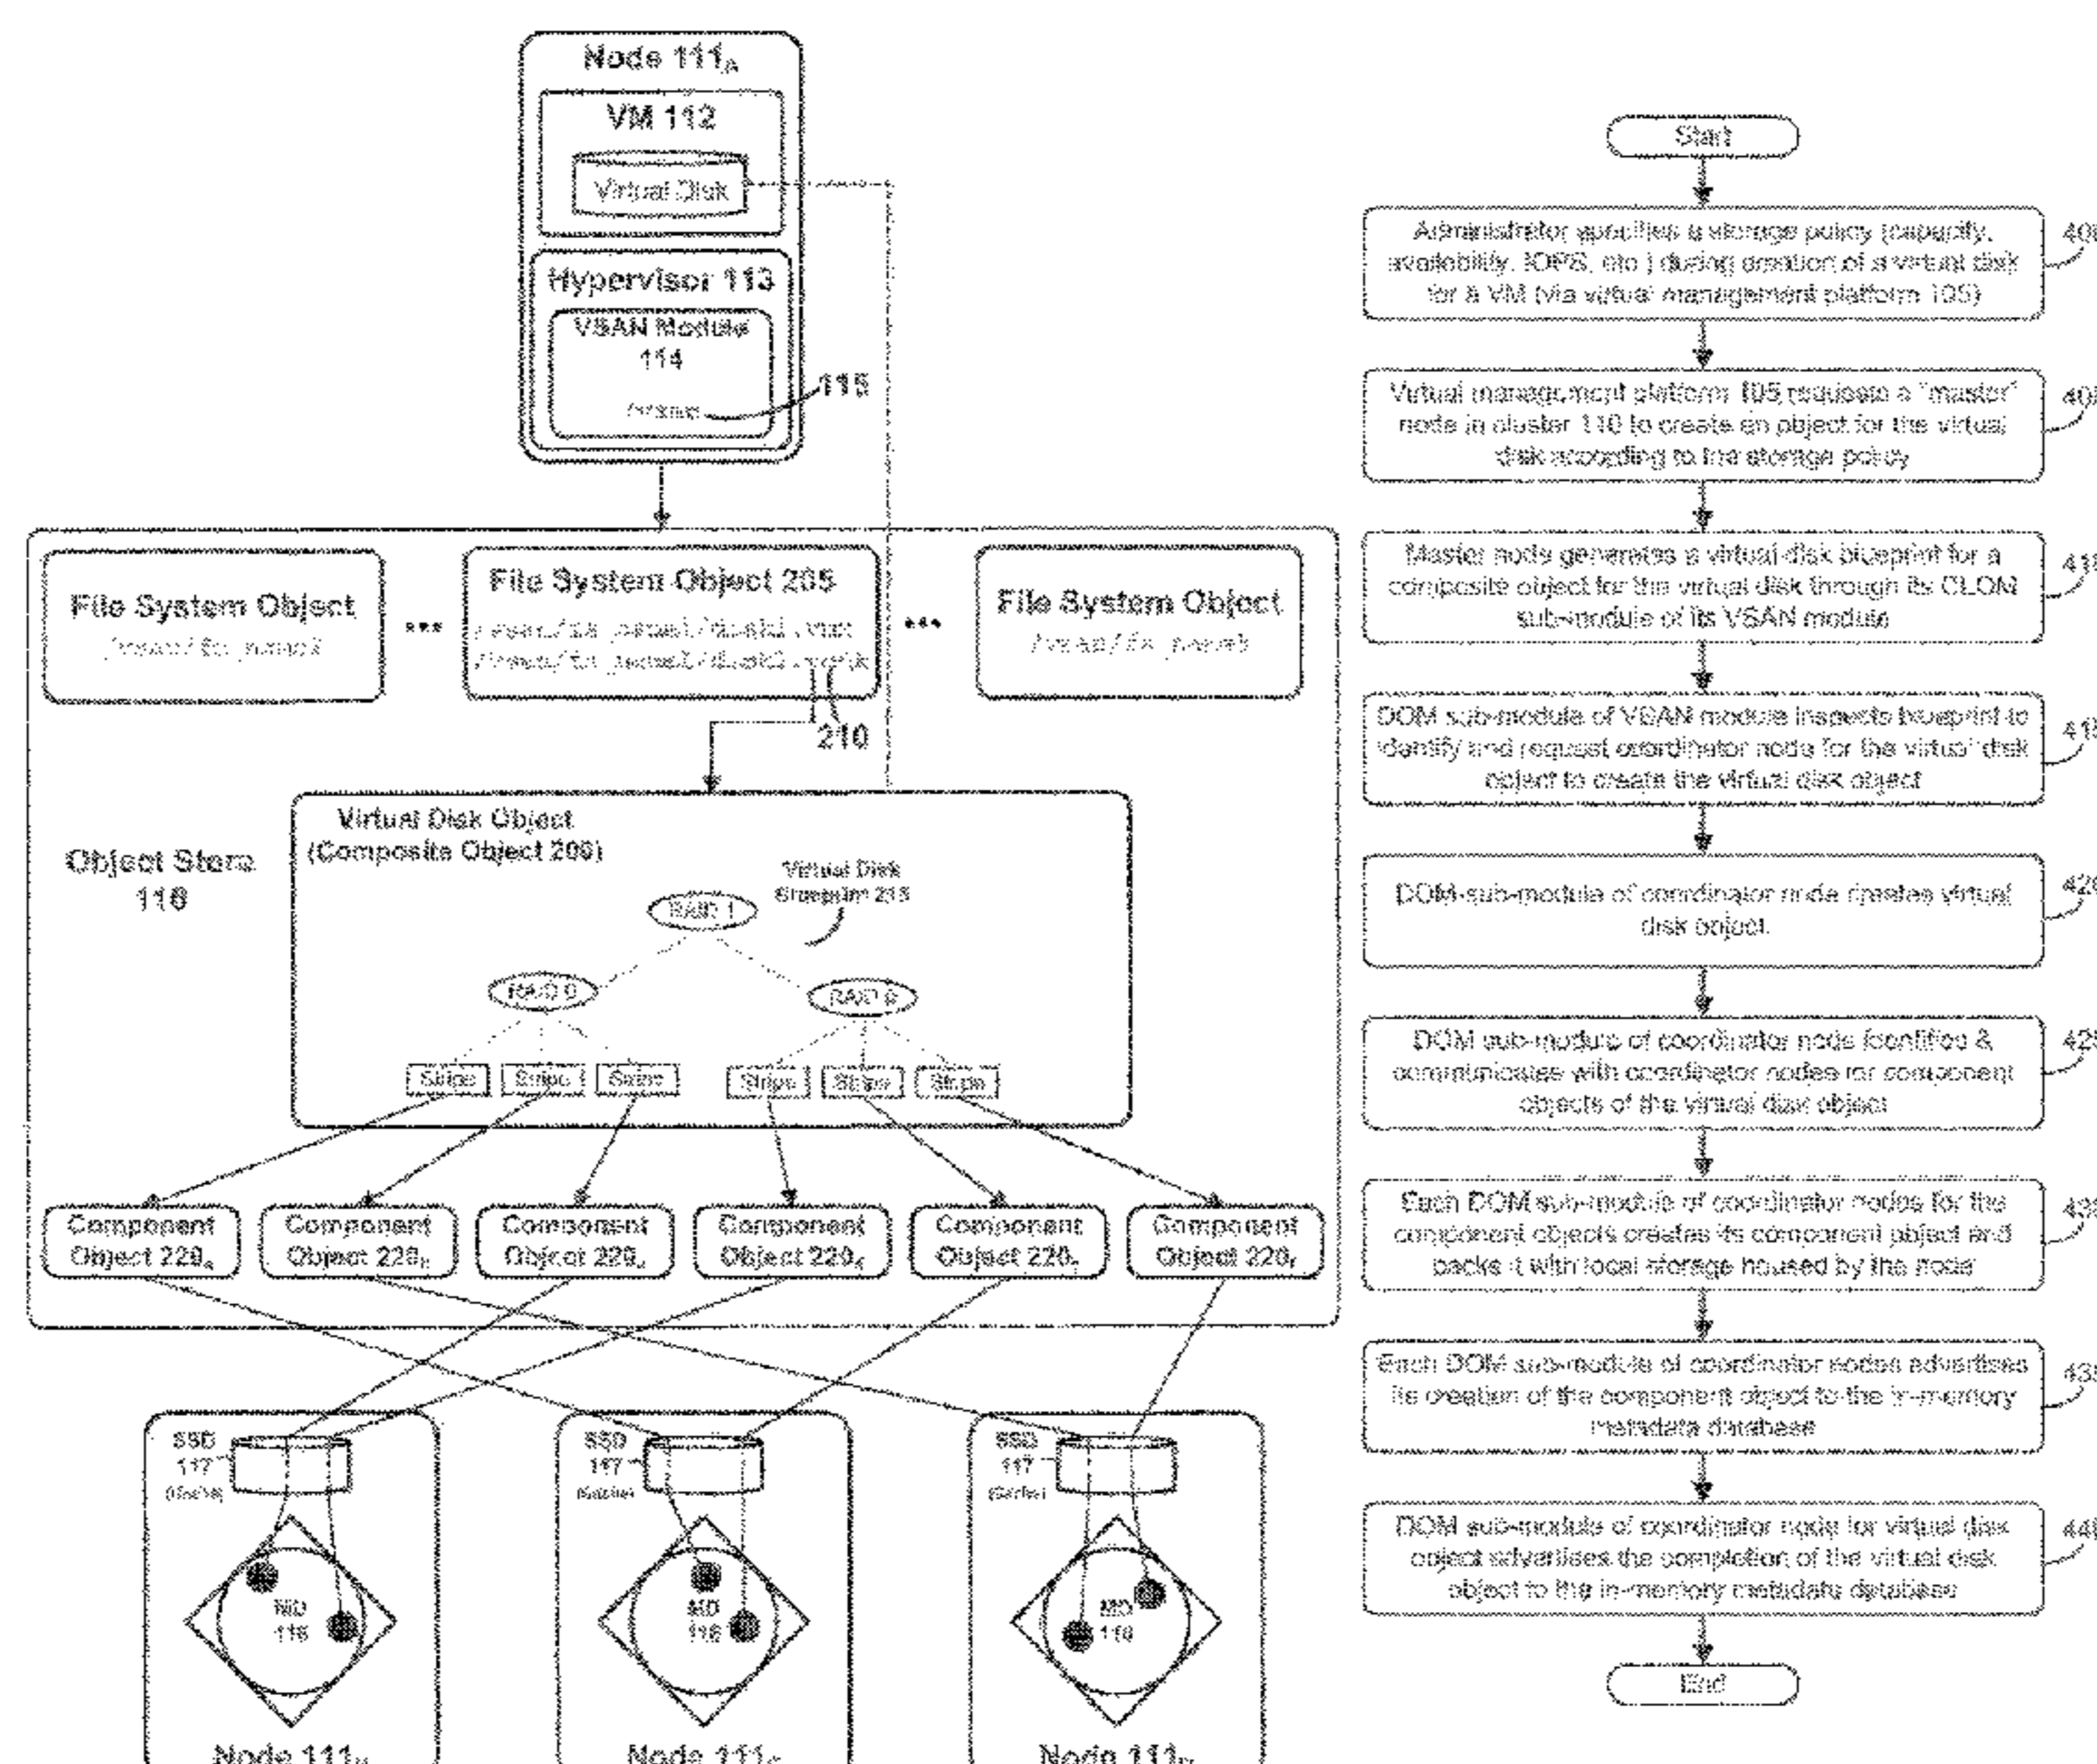 Node 111A
VM 112
Virtual Disk
Hypervisor 113
VSAN Module
114
115
File System Object
File System Object 205
File System Object
210
Object Store
116
Virtual Disk Object
(Composite Object 200)
Virtual Disk
Blueprint 215
RAID 1
RAID 0
RAID 0
Stripe
Stripe
Stripe
Stripe
Stripe
Stripe
Component
Object 220a
Component
Object 220b
Component
Object 220
Component
Object 220
Component
Object 220
Component
Object 220f
SSD
117
SSD
117
SSD
117
MD
118
MD
118
MD
118
Node 111
Node 111
Node 111
Start
Administrator specifies a storage policy (capacity,
availability, IOPS, etc.) during creation of a virtual disk
for a VM (via virtual management platform 105)
Virtual management platform 105 requests a "master"
node in cluster 110 to create an object for the virtual
disk according to the storage policy
Master node generates a virtual disk blueprint for a
composite object for the virtual disk through its CLOM
sub-module of its VSAN module
DOM sub-module of VSAN module inspects blueprint to
identify and request coordinator node for the virtual disk
object to create the virtual disk object
DOM-sub-module of coordinator node creates virtual
disk object.
DOM sub-module of coordinator node identifies &
communicates with coordinator nodes for component
objects of the virtual disk object
Each DOM sub-module of coordinator nodes for the
component objects creates its component object and
backs it with local storage housed by the node
Each DOM sub-module of coordinator nodes advertises
its creation of the component object to the in-memory
metadata database
DOM sub-module of coordinator node for virtual disk
object advertises the completion of the virtual disk
object to the in-memory metadata database
End